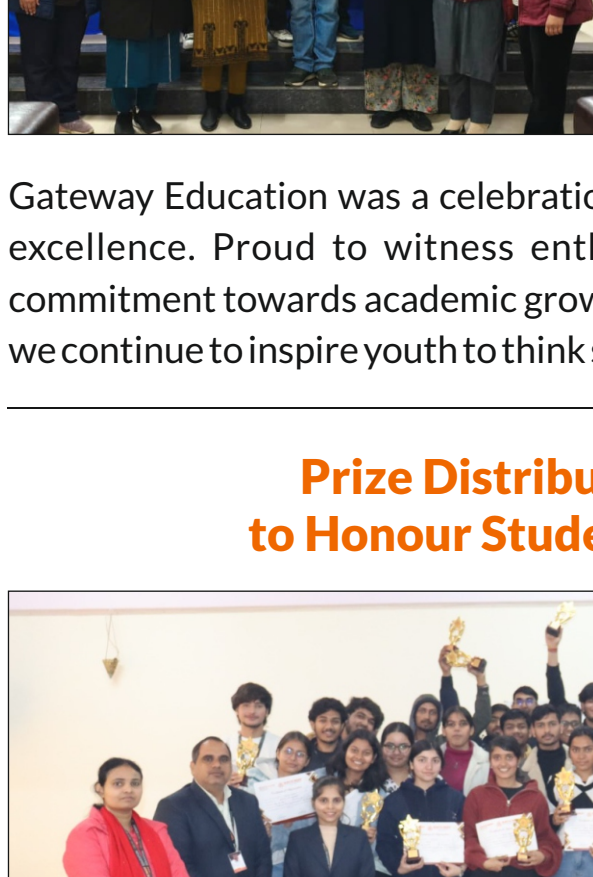 Gateway Education was a celebratio
excellence. Proud to witness enth
commitment towards academic grow
we continue to inspire youth to think s
Prize Distribu
to Honour Stude